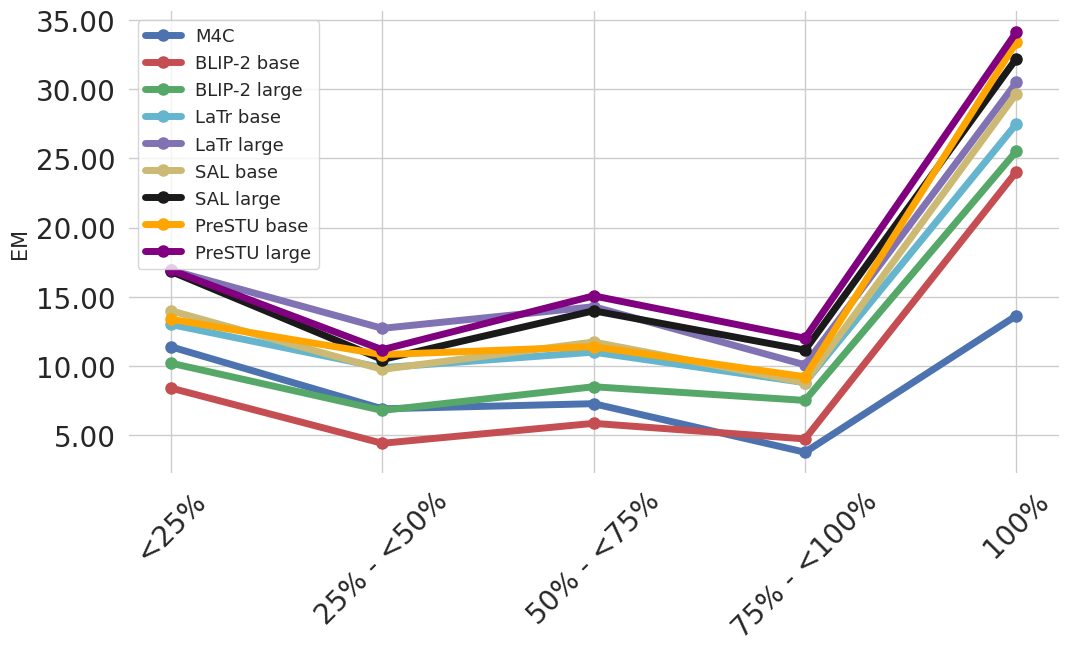 35.00
30.00
25.00
20.00
15.00
10.00
5.00
EM
M4C
BLIP-2 base
BLIP-2 large
LaTr base
LaTr large
SAL base
SAL large
PreSTU base
PreSTU large
<25%
25% - <50%
50% - <75%
75% - <100%
100%